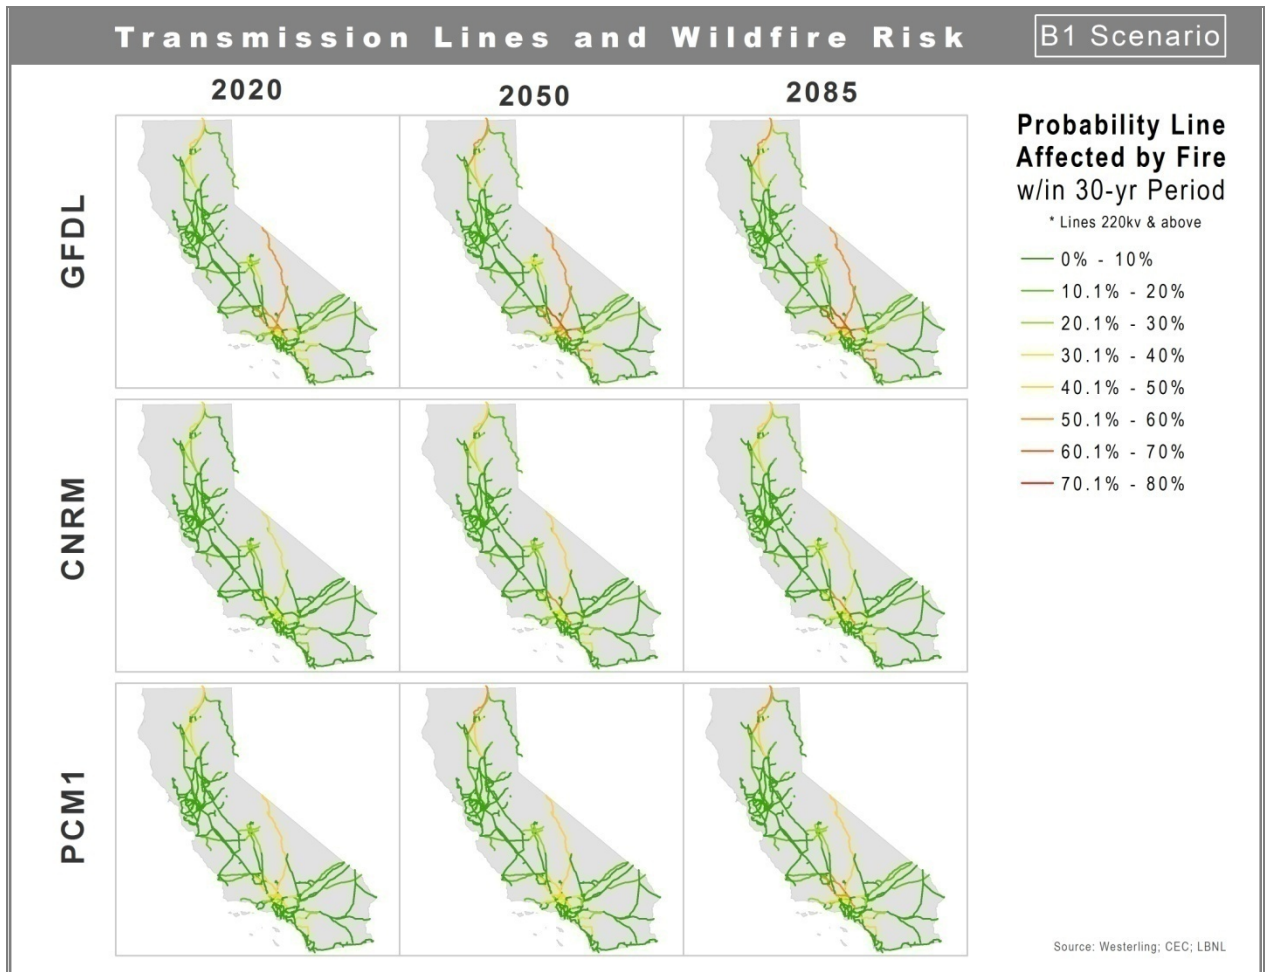 Transmission Lines and Wildfire Risk
B1 Scenario
2020
2050
2085
GFDL
CNRM
PCM1
Probability Line
Affected by Fire
w/in 30-yr Period
* Lines 220kv & above
0% - 10%
10.1% - 20%
20.1% - 30%
30.1% - 40%
40.1% - 50%
50.1% - 60%
60.1% - 70%
70.1% - 80%
Source: Westerling; CEC; LBNL